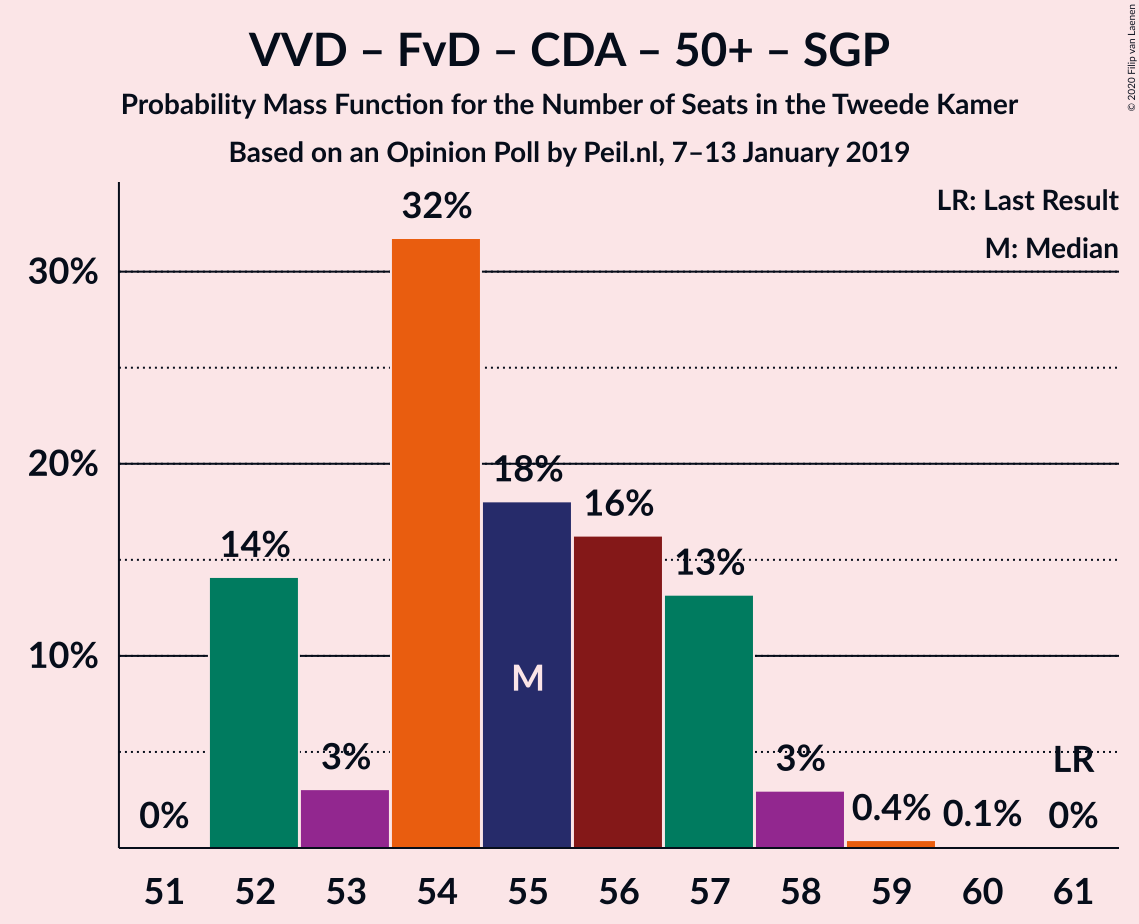 VVD – FvD – CDA – 50+ – SGP
Probability Mass Function for the Number of Seats in the Tweede Kamer
Based on an Opinion Poll by Peil.nl, 7–13 January 2019
© 2020 Filip van Laenen
LR: Last Result
M: Median
30%
20%
10%
0%
14%
3%
32%
18%
16%
13%
3%
0.4%
0.1%
0%
LR
M
51 52 53 54 55 56 57 58 59 60 61